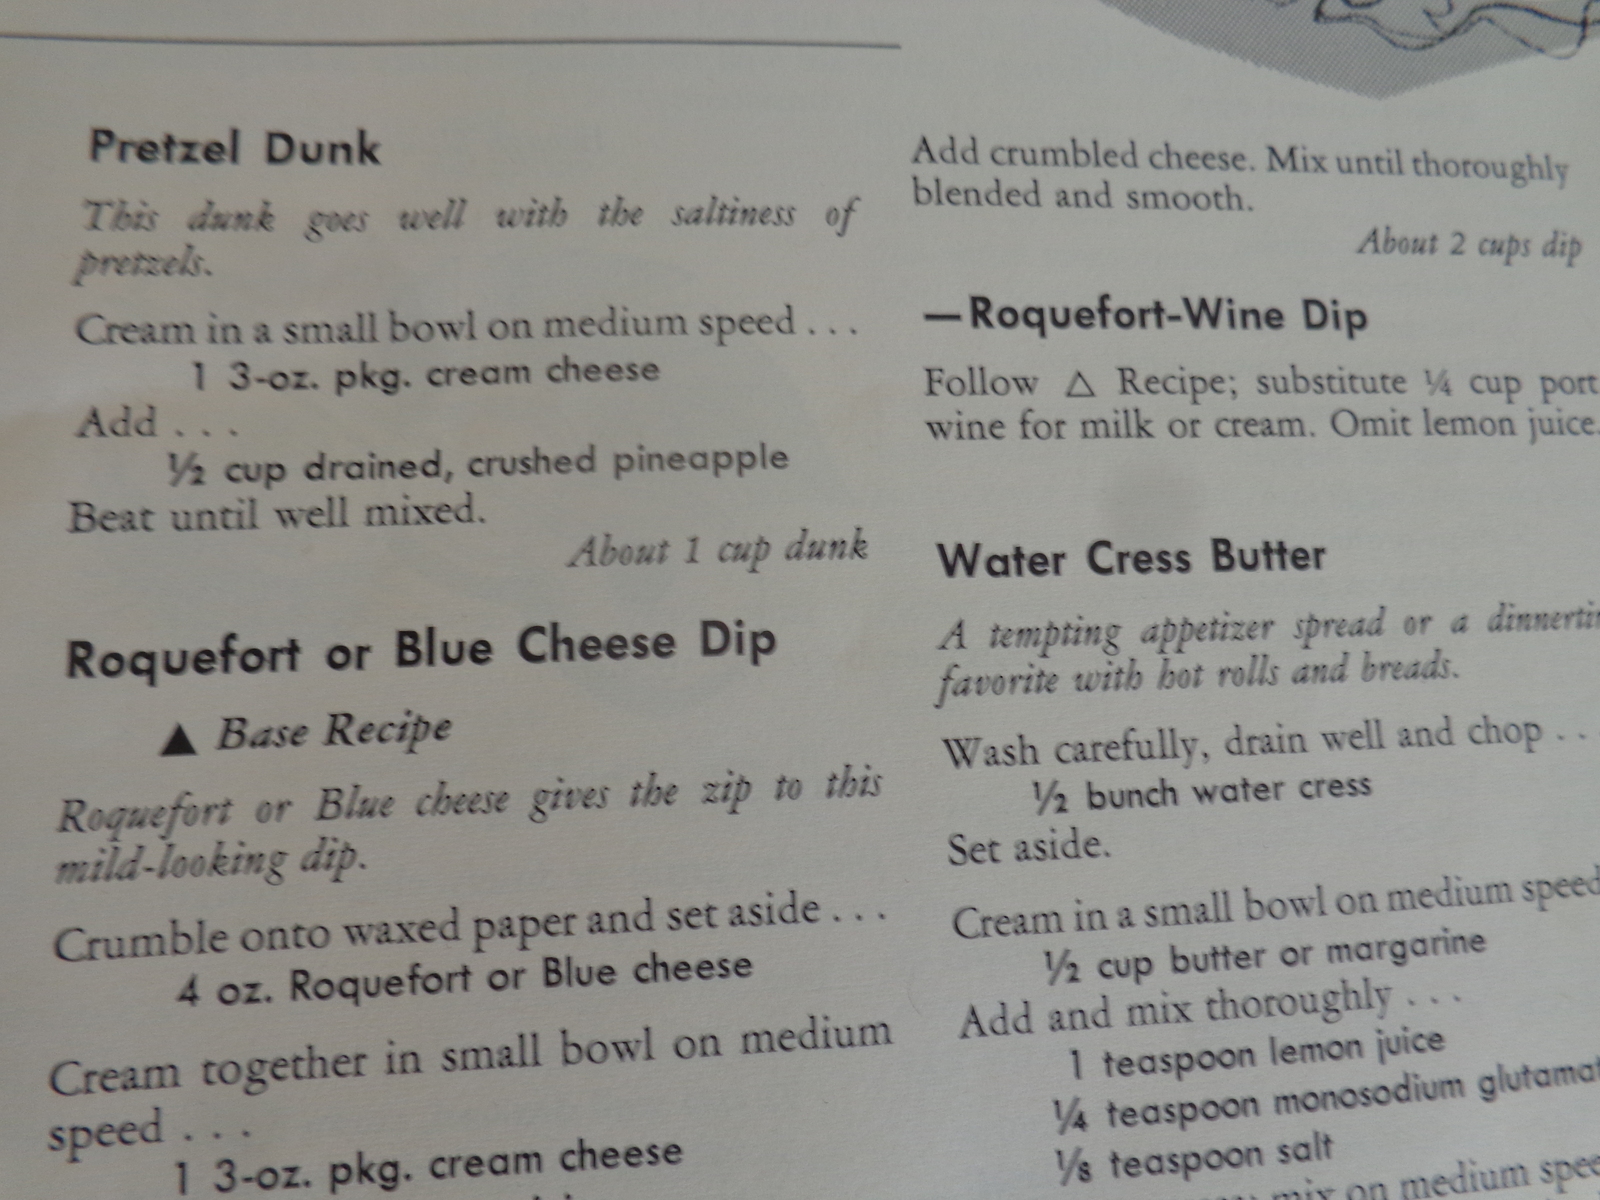 Pretzel Dunk
This dunk goes well with the saltiness of
pretzels.
Cream in a small bowl on medium speed . . .
1 3-oz. pkg. cream cheese
Add . . .
½ cup drained, crushed pineapple
Beat until well mixed.
About 1 cup dunk
Roquefort or Blue Cheese Dip
▲ Base Recipe
Roquefort or Blue cheese gives the zip to this
mild-looking dip.
Crumble onto waxed paper and set aside . . .
4 oz. Roquefort or Blue cheese
Cream together in small bowl on medium
speed . . .
1 3-oz. pkg. cream cheese
Add crumbled cheese. Mix until thoroughly
blended and smooth.
About 2 cups dip
—Roquefort-Wine Dip
Follow △ Recipe; substitute ¼ cup port
wine for milk or cream. Omit lemon juice.
Water Cress Butter
A tempting appetizer spread or a
favorite with hot rolls and breads.
Wash carefully, drain well and chop . .
½ bunch water cress
Set aside.
Cream in a small bowl on medium speed
½ cup butter or margarine
Add and mix thoroughly . . .
1 teaspoon lemon juice
¼ teaspoon monosodium
⅛ teaspoon salt
mix on medium